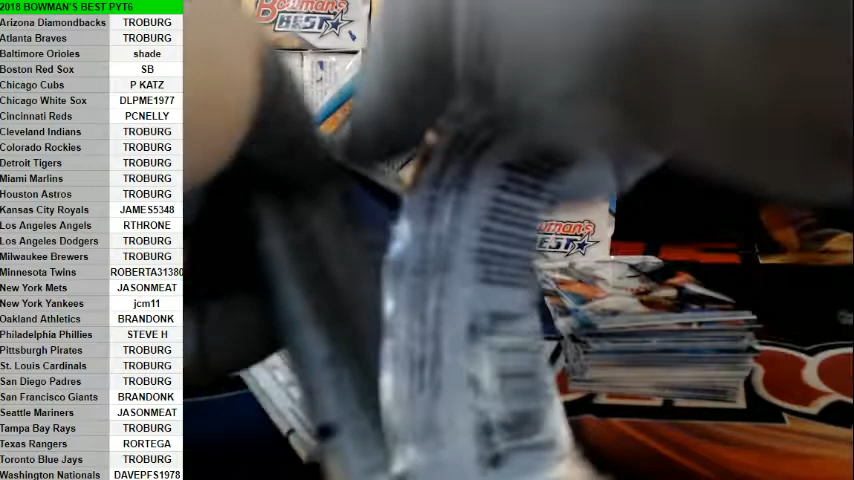 2018 BOWMAN'S BEST PYT6
Arizona Diamondbacks TROBURG
Atlanta Braves TROBURG
Baltimore Orioles shade
Boston Red Sox SB
Chicago Cubs P KATZ
Chicago White Sox DLPME1977
Cincinnati Reds PCNELLY
Cleveland Indians TROBURG
Colorado Rockies TROBURG
Detroit Tigers TROBURG
Miami Marlins TROBURG
Houston Astros TROBURG
Kansas City Royals JAMES5348
Los Angeles Angels RTHRONE
Los Angeles Dodgers TROBURG
Milwaukee Brewers TROBURG
Minnesota Twins ROBERTA31380
New York Mets JASONMEAT
New York Yankees jcm11
Oakland Athletics BRANDONK
Philadelphia Phillies STEVE H
Pittsburgh Pirates TROBURG
St. Louis Cardinals TROBURG
San Diego Padres TROBURG
San Francisco Giants BRANDONK
Seattle Mariners JASONMEAT
Tampa Bay Rays TROBURG
Texas Rangers RORTEGA
Toronto Blue Jays TROBURG
Washington Nationals DAVEPFS1978
Bowman's
BEST